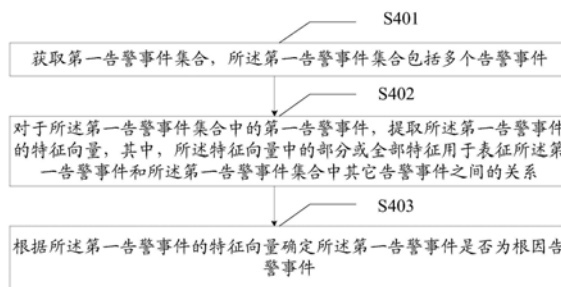 S401
获取第一告警事件集合，所述第一告警事件集合包括多个告警事件
S402
对于所述第一告警事件集合中的第一告警事件，提取所述第一告警事件
的特征向量，其中，所述特征向量中的部分或全部特征用于表征所述第
一告警事件和所述第一告警事件集合中其它告警事件之间的关系
S403
根据所述第一告警事件的特征向量确定所述第一告警事件是否为根因告
警事件